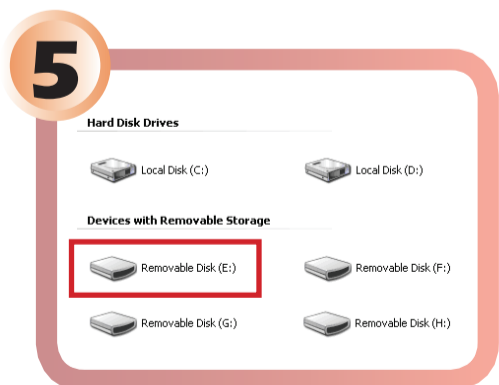 5
Hard Disk Drives
Local Disk (C:)
Local Disk (D:)
Devices with Removable Storage
Removable Disk (E:)
Removable Disk (F:)
Removable Disk (G:)
Removable Disk (H:)